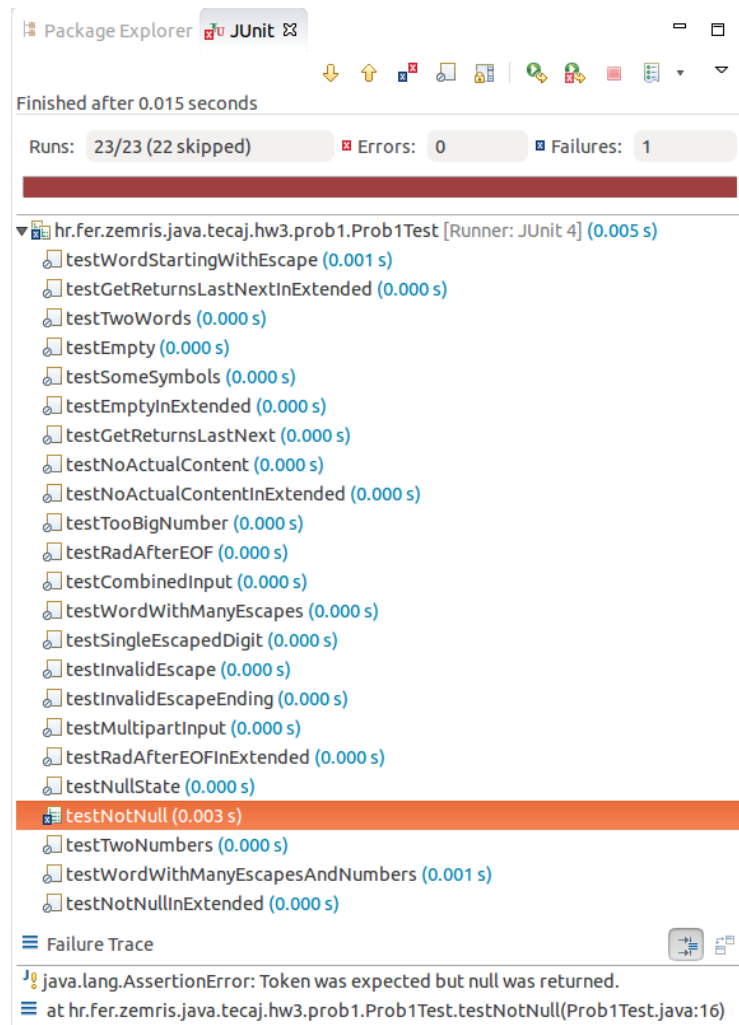 Package Explorer JUnit
Finished after 0.015 seconds
Runs: 23/23 (22 skipped) Errors: 0 Failures: 1
hr.fer.zemris.java.tecaj.hw3.prob1.Prob1Test [Runner: JUnit 4] (0.005 s)
testWordStartingWithEscape (0.001 s)
testGetReturnsLastNextInExtended (0.000 s)
testTwoWords (0.000 s)
testEmpty (0.000 s)
testSomeSymbols (0.000 s)
testEmptyInExtended (0.000 s)
testGetReturnsLastNext (0.000 s)
testNoActualContent (0.000 s)
testNoActualContentInExtended (0.000 s)
testTooBigNumber (0.000 s)
testRadAfterEOF (0.000 s)
testCombinedInput (0.000 s)
testWordWithManyEscapes (0.000 s)
testSingleEscapedDigit (0.000 s)
testInvalidEscape (0.000 s)
testInvalidEscapeEnding (0.000 s)
testMultipartInput (0.000 s)
testRadAfterEOFInExtended (0.000 s)
testNullState (0.000 s)
testNotNull (0.003 s)
testTwoNumbers (0.000 s)
testWordWithManyEscapesAndNumbers (0.001 s)
testNotNullInExtended (0.000 s)
Failure Trace
java.lang.AssertionError: Token was expected but null was returned.
at hr.fer.zemris.java.tecaj.hw3.prob1.Prob1Test.testNotNull(Prob1Test.java:16)